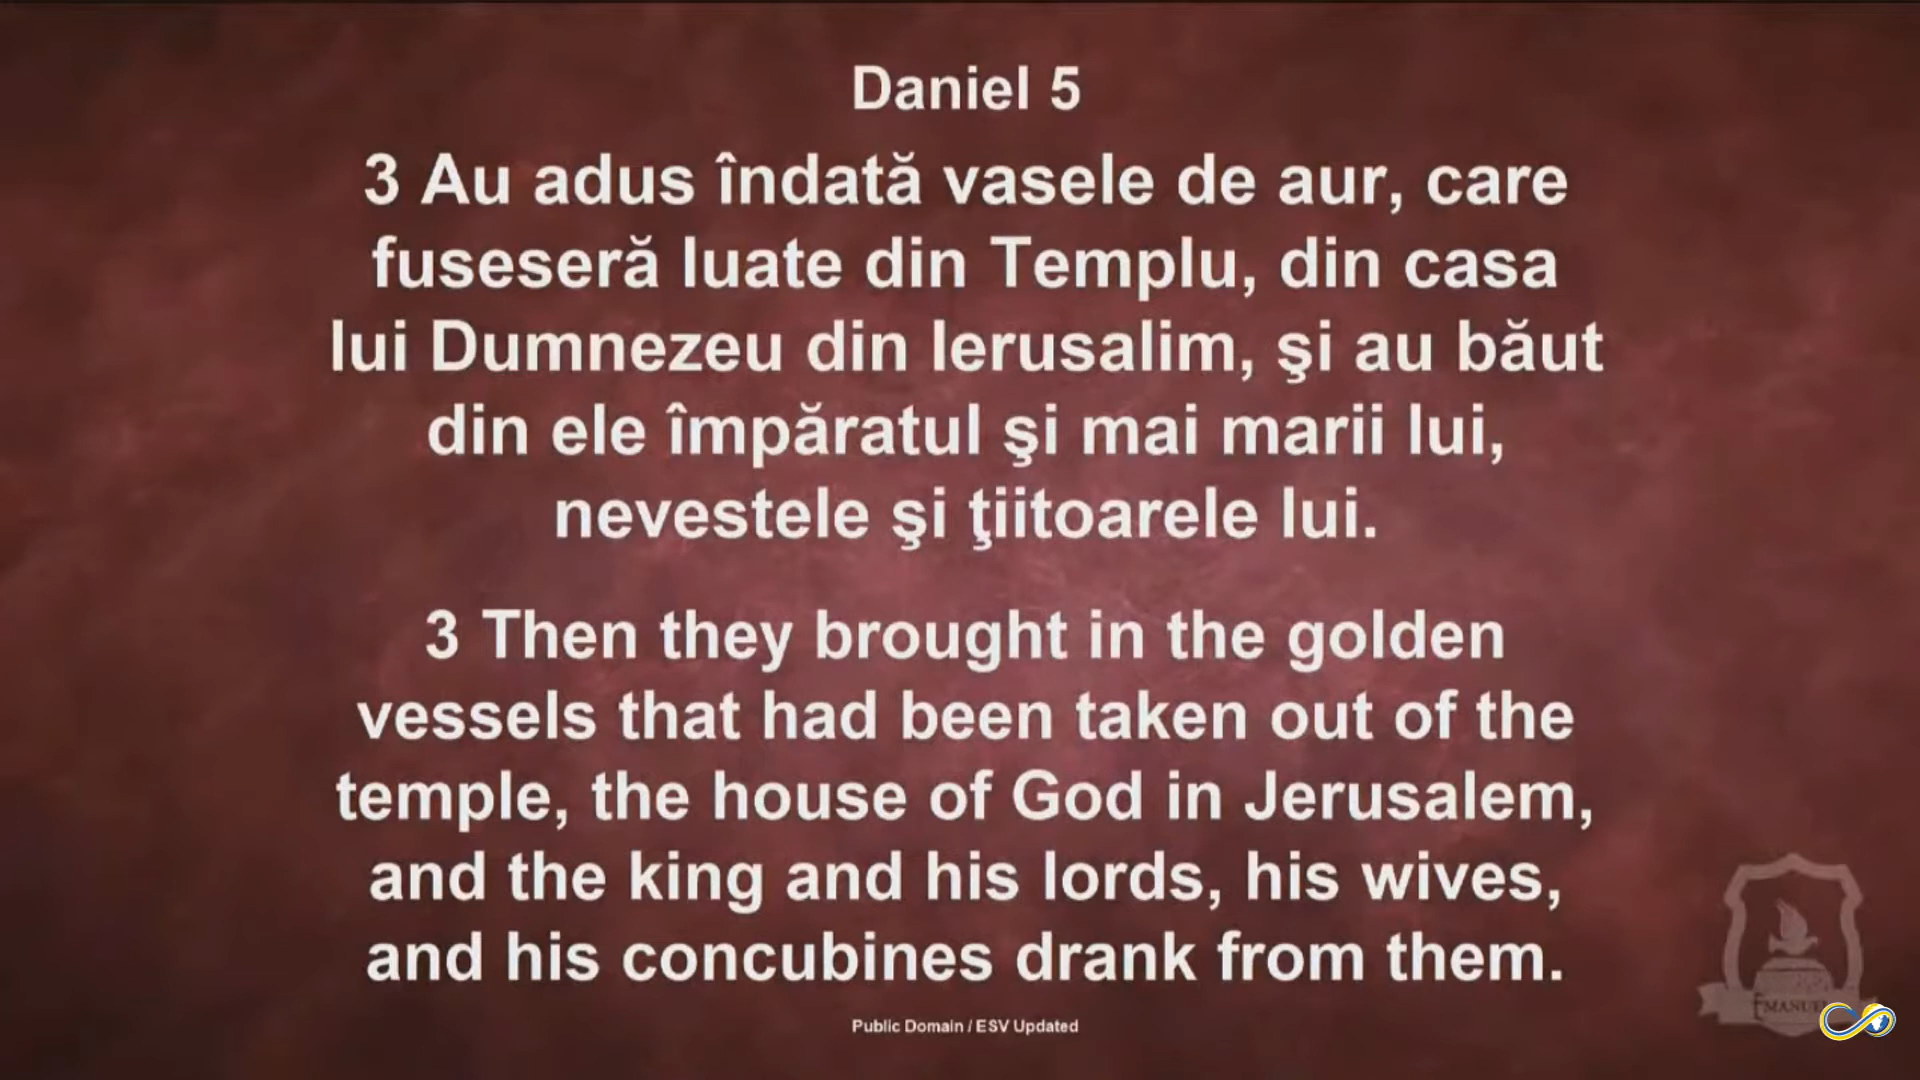 Daniel 5
3 Au adus îndată vasele de aur, care
fuseseră luate din Templu, din casa
lui Dumnezeu din Ierusalim, şi au băut
din ele împăratul şi mai marii lui,
nevestele şi ţiitoarele lui.
3 Then they brought in the golden
vessels that had been taken out of the
temple, the house of God in Jerusalem,
and the king and his lords, his wives,
and his concubines drank from them.
Public Domain / ESV Updated